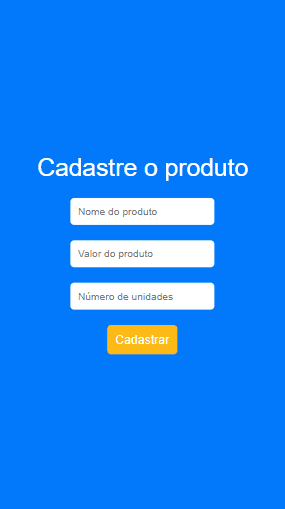 Cadastre o produto
Nome do produto
Valor do produto
Número de unidades
Cadastrar